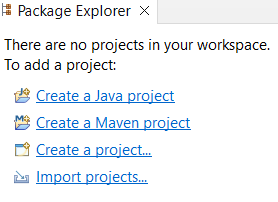 Package Explorer
There are no projects in your workspace.
To add a project:
Create a Java project
Create a Maven project
Create a project...
Import projects...